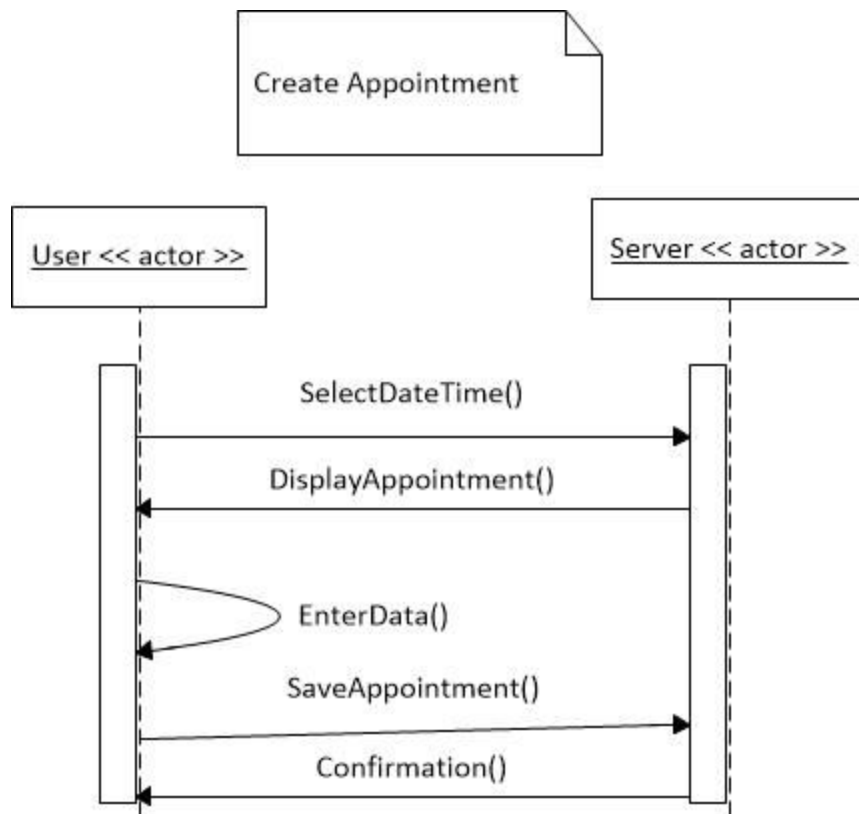 Create Appointment
User << actor >>
Server << actor >>
SelectDateTime()
DisplayAppointment()
EnterData()
SaveAppointment()
Confirmation()